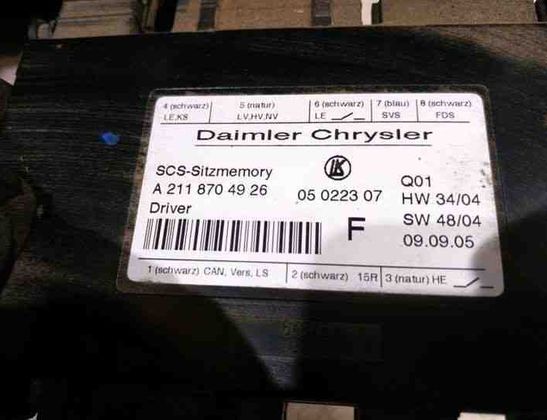 4 (schwarz) 5 (natur) 6 (schwarz) 7 (blau) 8 (schwarz)
LE,KS LV,HV,NV LE SVS FDS
Daimler Chrysler
SCS-Sitzmemory
A 211 870 49 26 05 0223 07
Driver
F
Q01
HW 34/04
SW 48/04
09.09.05
1 (schwarz) CAN, Vers, LS 2 (schwarz) 15R 3 (natur) HE